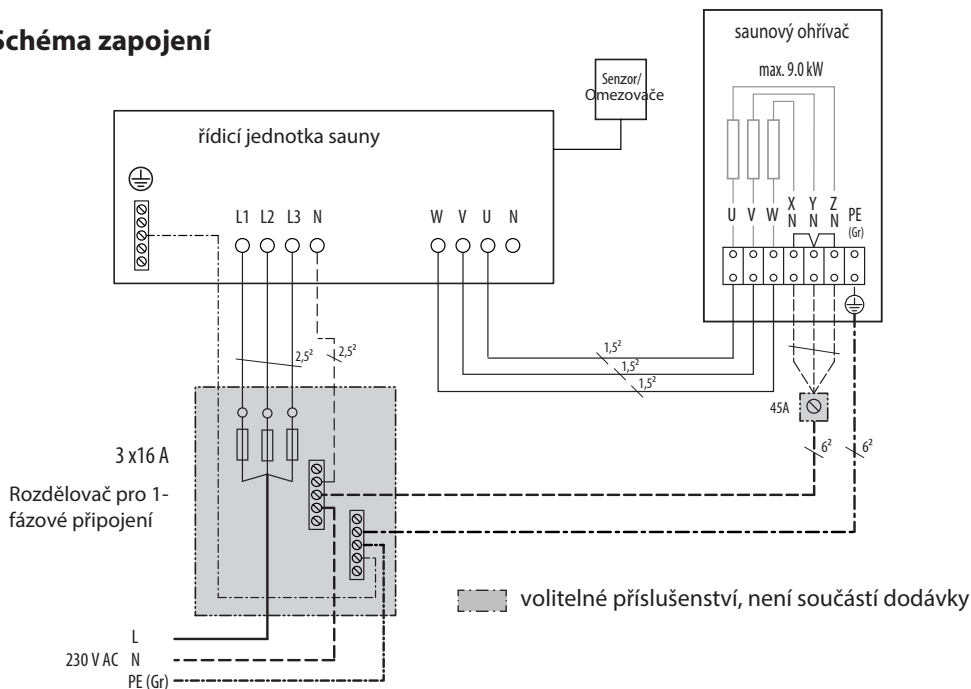 Schéma zapojení
saunový ohřívač
max. 9.0 kW
Senzor/
Omezovače
řídicí jednotka sauny
L1 L2 L3 N
W V U N
U V W X Y Z PE
N N N (Gr)
2,5² 2,5²
1,5²
1,5²
1,5²
45A
6² 6²
3 x16 A
Rozdělovač pro 1-
fázové připojení
volitelné příslušenství, není součástí dodávky
L
230 V AC N
PE (Gr)